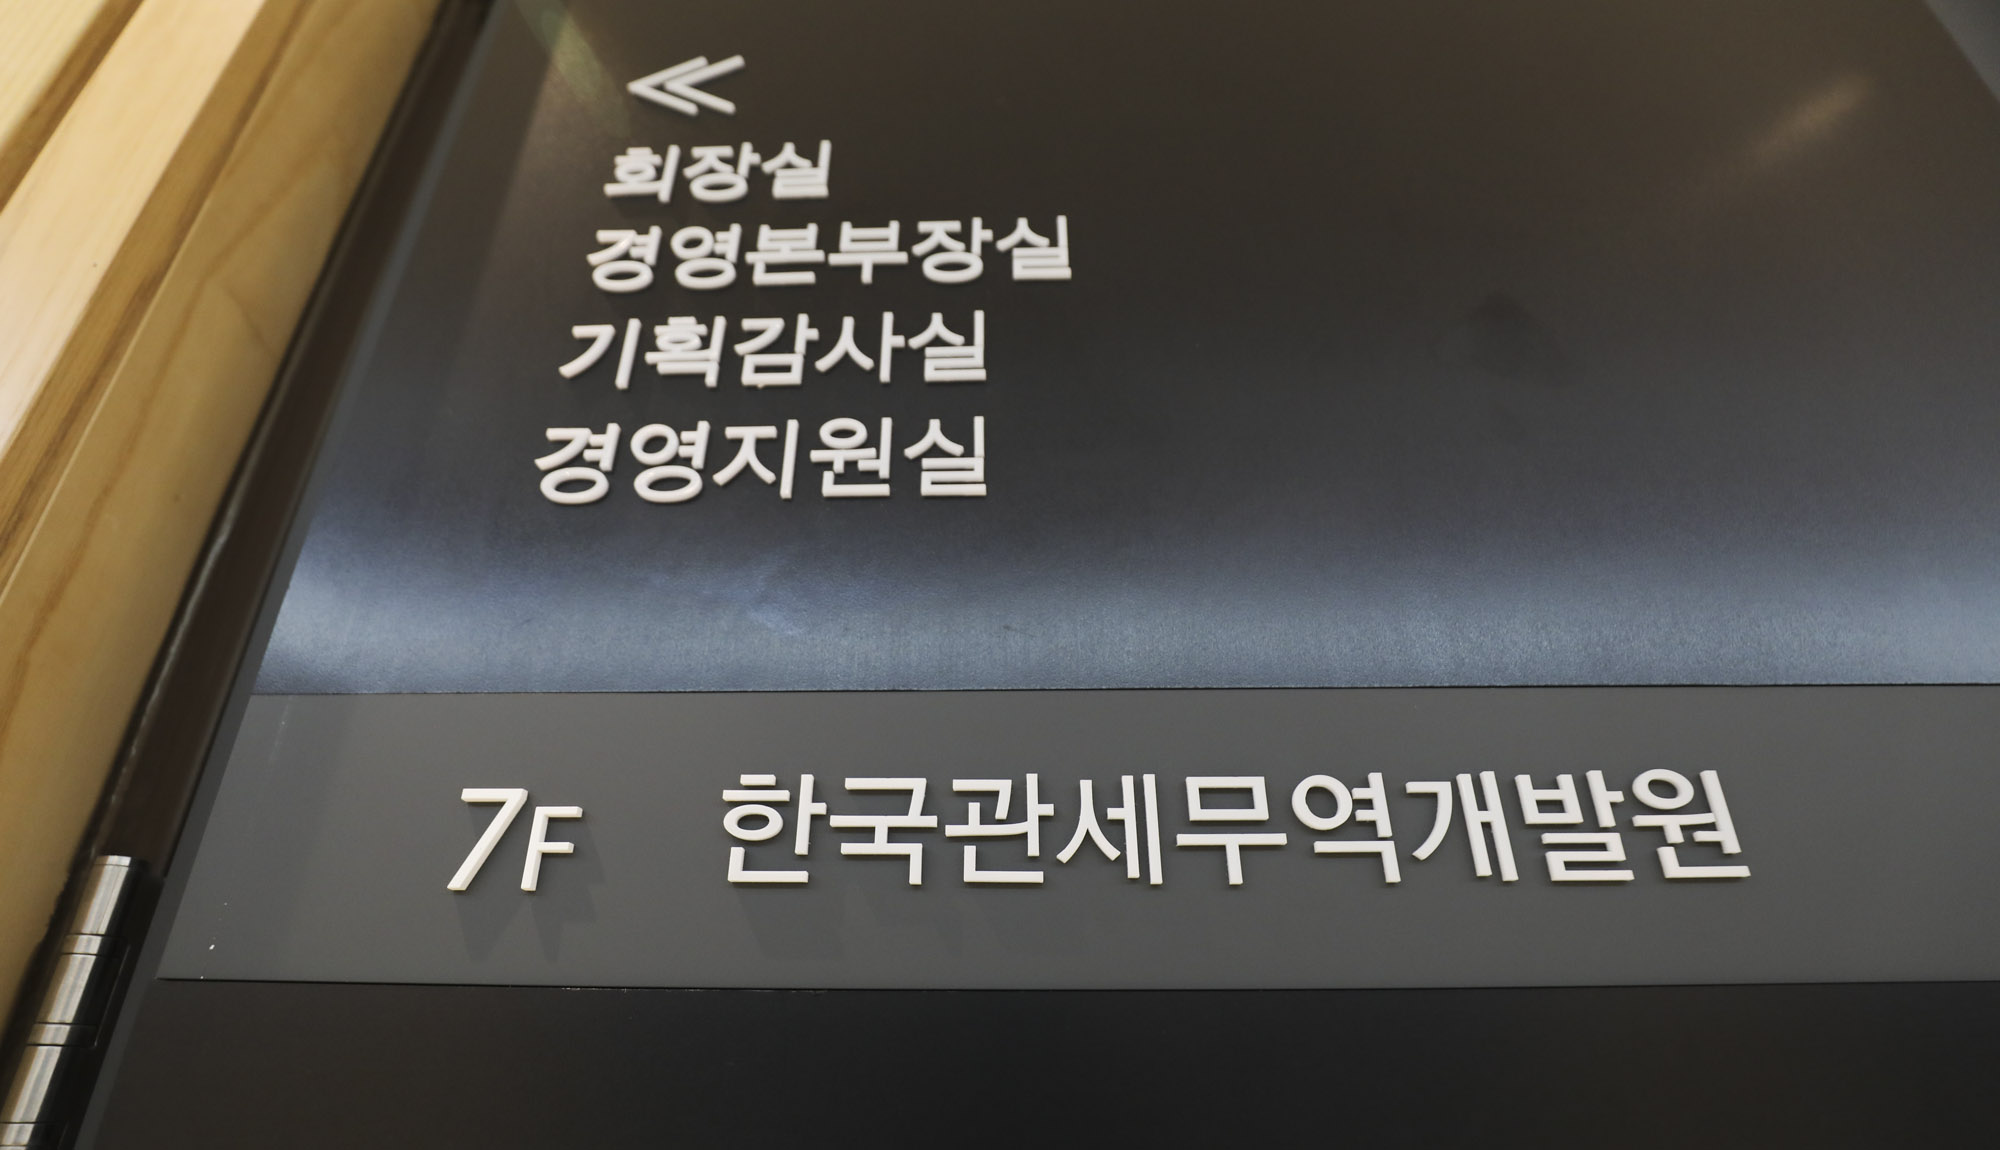 ≪
회장실
경영본부장실
기획감사실
경영지원실
7F 한국관세무역개발원